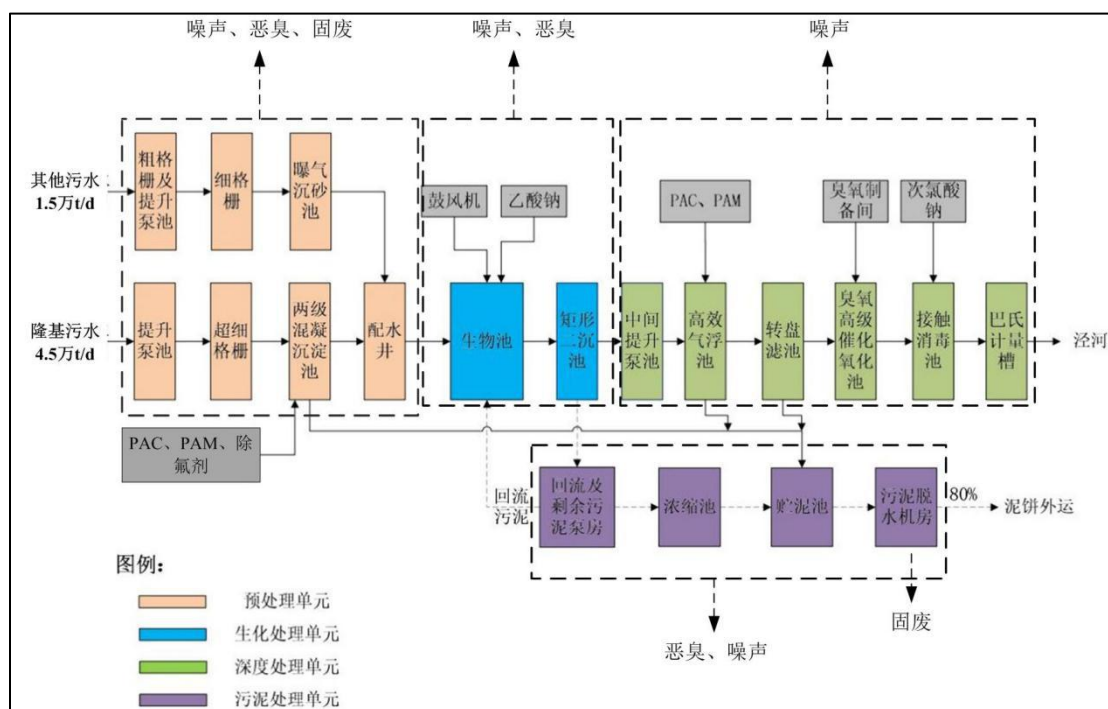 噪声、恶臭、固废
噪声、恶臭
噪声
其他污水
1.5万t/d
粗格
栅及
提升
泵池
细格
栅
曝气
沉砂
池
鼓风机
乙酸钠
PAC、PAM
臭氧制
备间
次氯酸
钠
隆基污水
4.5万t/d
提升
泵池
超细
格栅
两级
混凝
沉淀
池
配水
井
生物池
矩形
二沉
池
中间
提升
泵池
高效
气浮
池
转盘
滤池
臭氧
高级
催化
氧化
池
接触
消毒
池
巴氏
计量
槽
泾河
PAC、PAM、除
氟剂
回流
污泥
回流及
剩余污
泥泵房
浓缩池
贮泥池
污泥脱
水机房
80%
泥饼外运
图例:
预处理单元
生化处理单元
深度处理单元
污泥处理单元
恶臭、噪声
固废